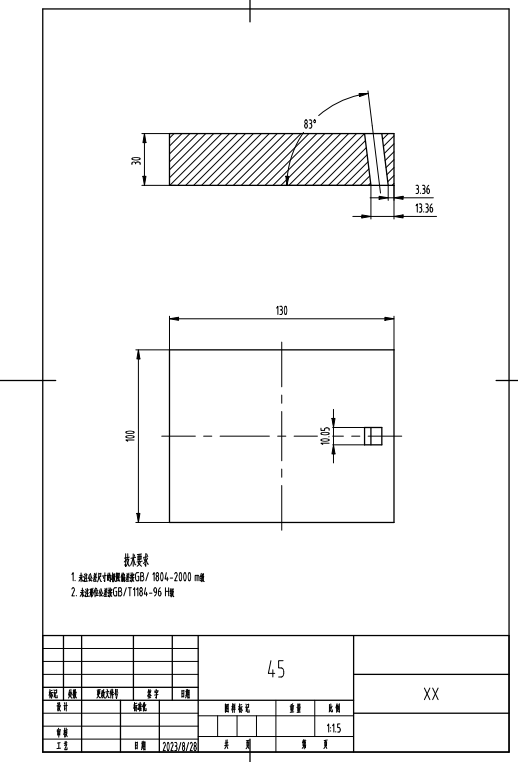 83°
30
3.36
13.36
130
100
10.05
技术要求
1. 未注公差尺寸的极限偏差按GB/ 1804-2000 m级
2. 未注形位公差按GB/T1184-96 H级
45
标记 处数 更改文件号 签 字 日期
设 计 标准化 图 样 标 记 重 量 比 例
XX
1:1.5
审 核
工 艺 日 期 2023/8/28 共 页 第 页